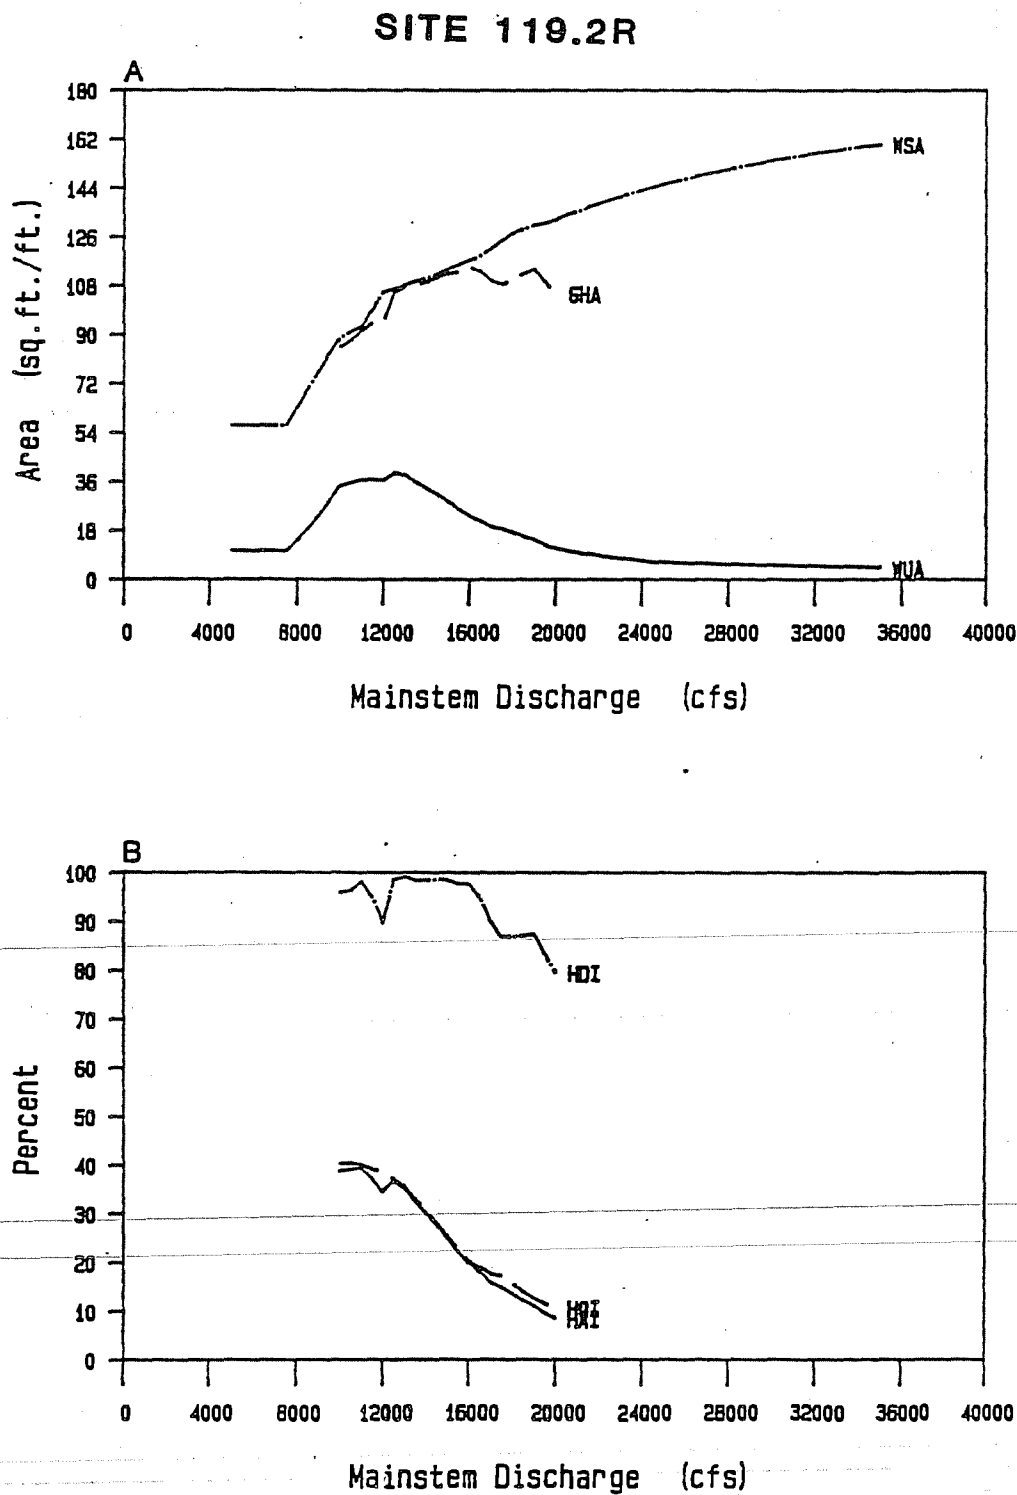 SITE 119.2R
A
180
162
144
126
108
90
72
54
36
18
0
Area (sq.ft./ft.)
WSA
GHA
WUA
0 4000 8000 12000 16000 20000 24000 28000 32000 36000 40000
Mainstem Discharge (cfs)
B
100
90
80
70
60
50
40
30
20
10
0
Percent
HDI
HQI
HAI
0 4000 8000 12000 16000 20000 24000 28000 32000 36000 40000
Mainstem Discharge (cfs)